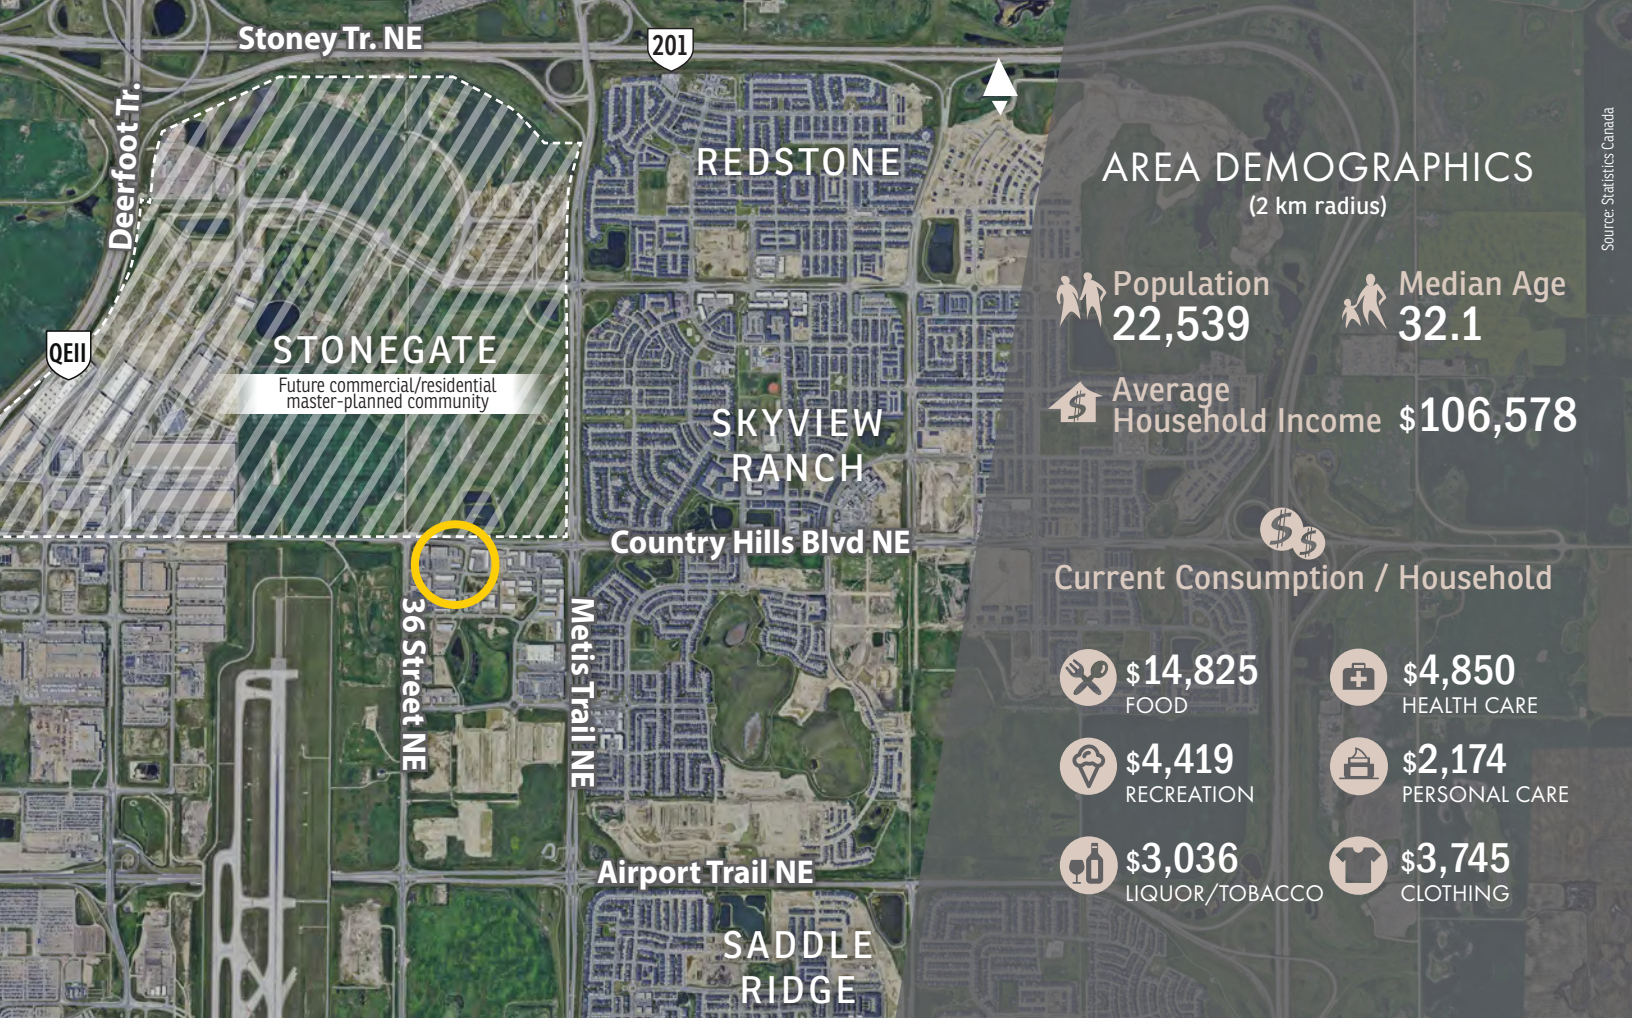 Stoney Tr. NE
201
Deerfoot Tr.
REDSTONE
QEII
STONEGATE
Future commercial/residential
master-planned community
SKYVIEW
RANCH
Country Hills Blvd NE
36 Street NE
Metis Trail NE
Airport Trail NE
SADDLE
RIDGE
AREA DEMOGRAPHICS
(2 km radius)
Source: Statistics Canada
Population
22,539
Median Age
32.1
Average
Household Income $106,578
Current Consumption / Household
$14,825
FOOD
$4,850
HEALTH CARE
$4,419
RECREATION
$2,174
PERSONAL CARE
$3,036
LIQUOR/TOBACCO
$3,745
CLOTHING